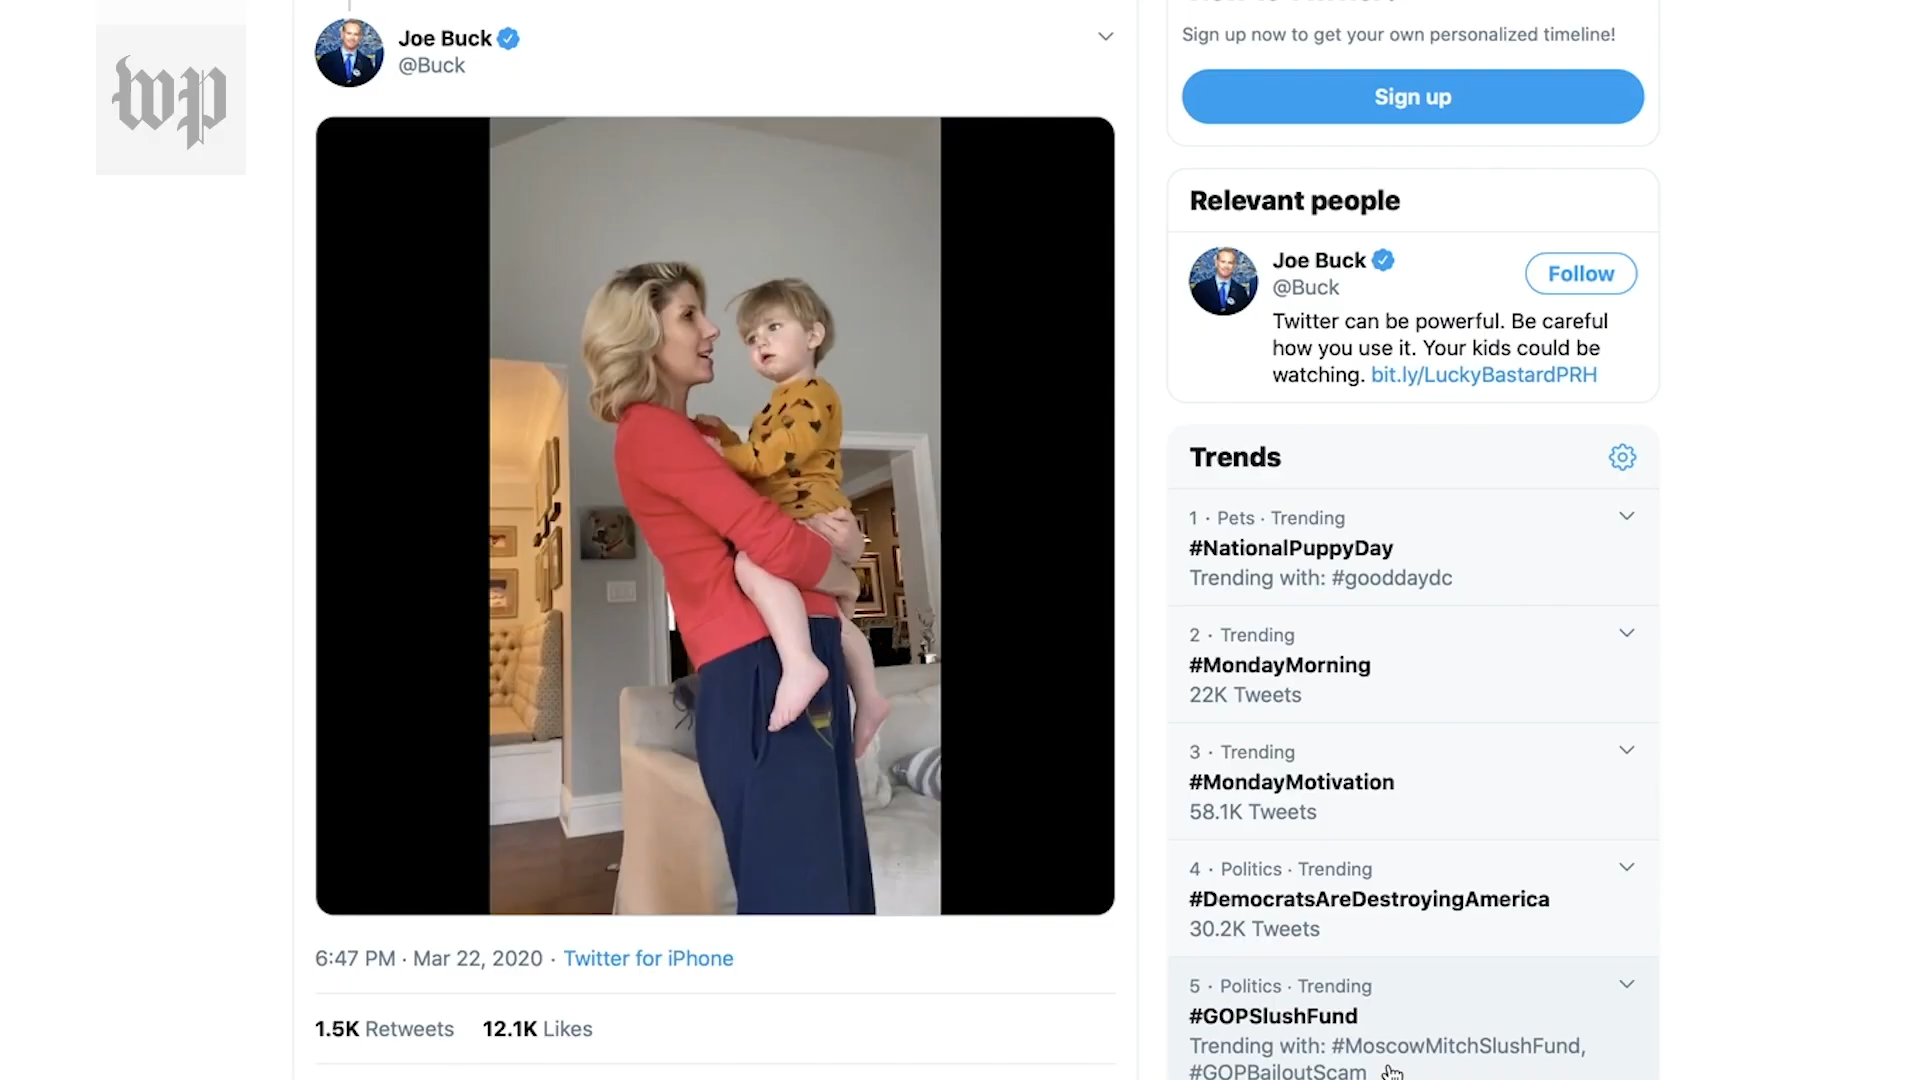 wp
Joe Buck
@Buck
6:47 PM · Mar 22, 2020 · Twitter for iPhone
1.5K Retweets 12.1K Likes
Sign up now to get your own personalized timeline!
Sign up
Relevant people
Joe Buck
@Buck
Follow
Twitter can be powerful. Be careful
how you use it. Your kids could be
watching. bit.ly/LuckyBastardPRH
Trends
1 · Pets · Trending
#NationalPuppyDay
Trending with: #gooddaydc
2 · Trending
#MondayMorning
22K Tweets
3 · Trending
#MondayMotivation
58.1K Tweets
4 · Politics · Trending
#DemocratsAreDestroyingAmerica
30.2K Tweets
5 · Politics · Trending
#GOPSlushFund
Trending with: #MoscowMitchSlushFund,
#GOPBailoutScam